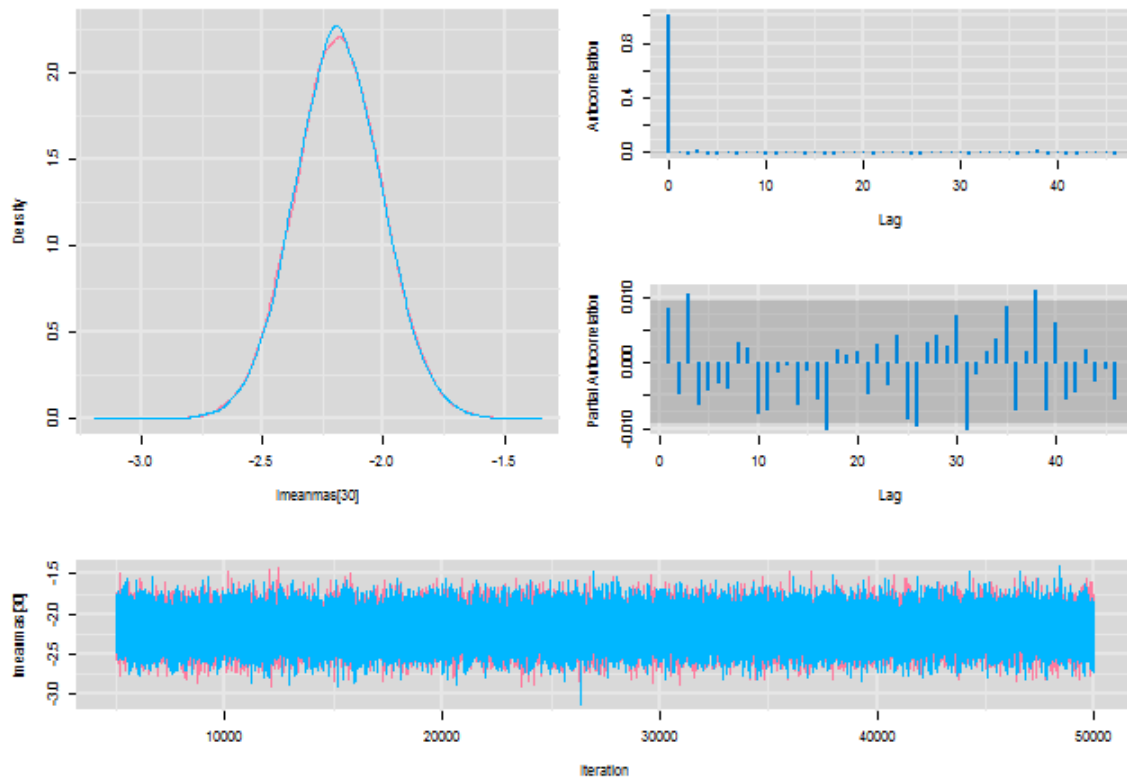 Density
2.0
1.5
1.0
0.5
0.0
-3.0 -2.5 -2.0 -1.5
lmeanmas[30]
Autocorrelation
0.8
0.4
0.0
0 10 20 30 40
Lag
Partial Autocorrelation
0.010
0.000
-0.010
0 10 20 30 40
Lag
lmeanmas[30]
-1.5
-2.0
-2.5
-3.0
10000 20000 30000 40000 50000
Iteration